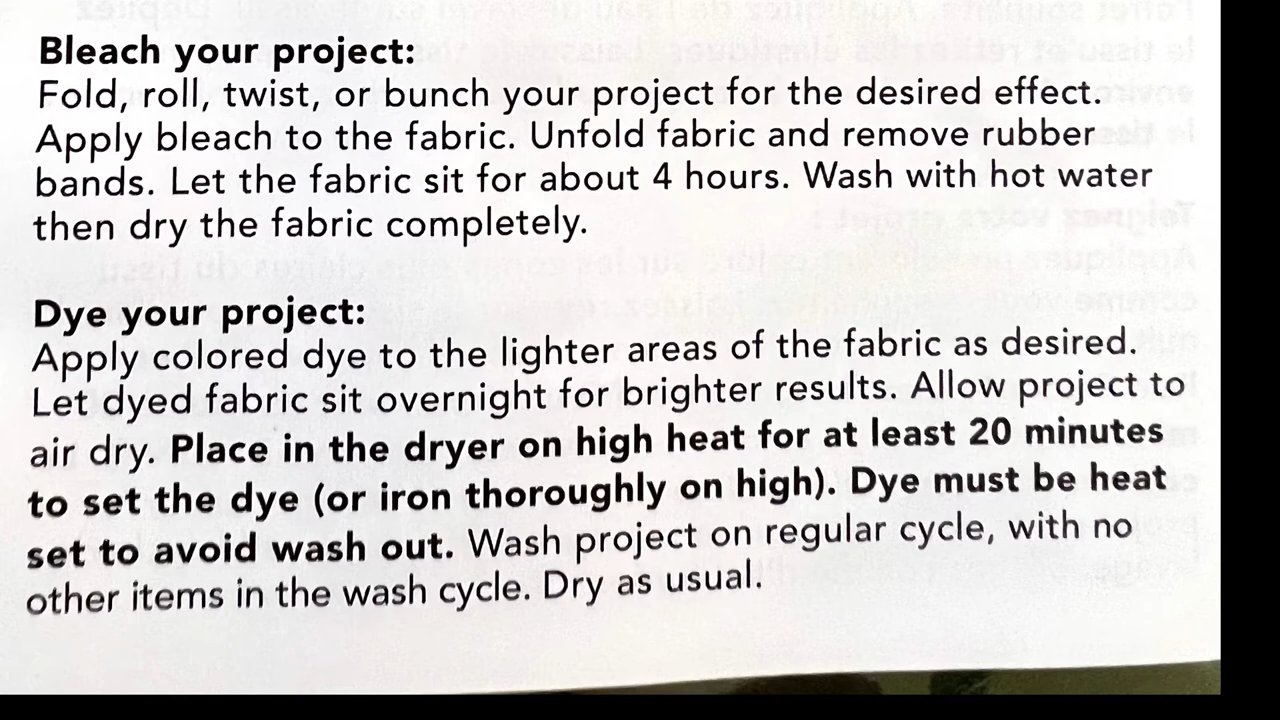 Bleach your project:
Fold, roll, twist, or bunch your project for the desired effect.
Apply bleach to the fabric. Unfold fabric and remove rubber
bands. Let the fabric sit for about 4 hours. Wash with hot water
then dry the fabric completely.
Dye your project:
Apply colored dye to the lighter areas of the fabric as desired.
Let dyed fabric sit overnight for brighter results. Allow project to
air dry. Place in the dryer on high heat for at least 20 minutes
to set the dye (or iron thoroughly on high). Dye must be heat
set to avoid wash out. Wash project on regular cycle, with no
other items in the wash cycle. Dry as usual.